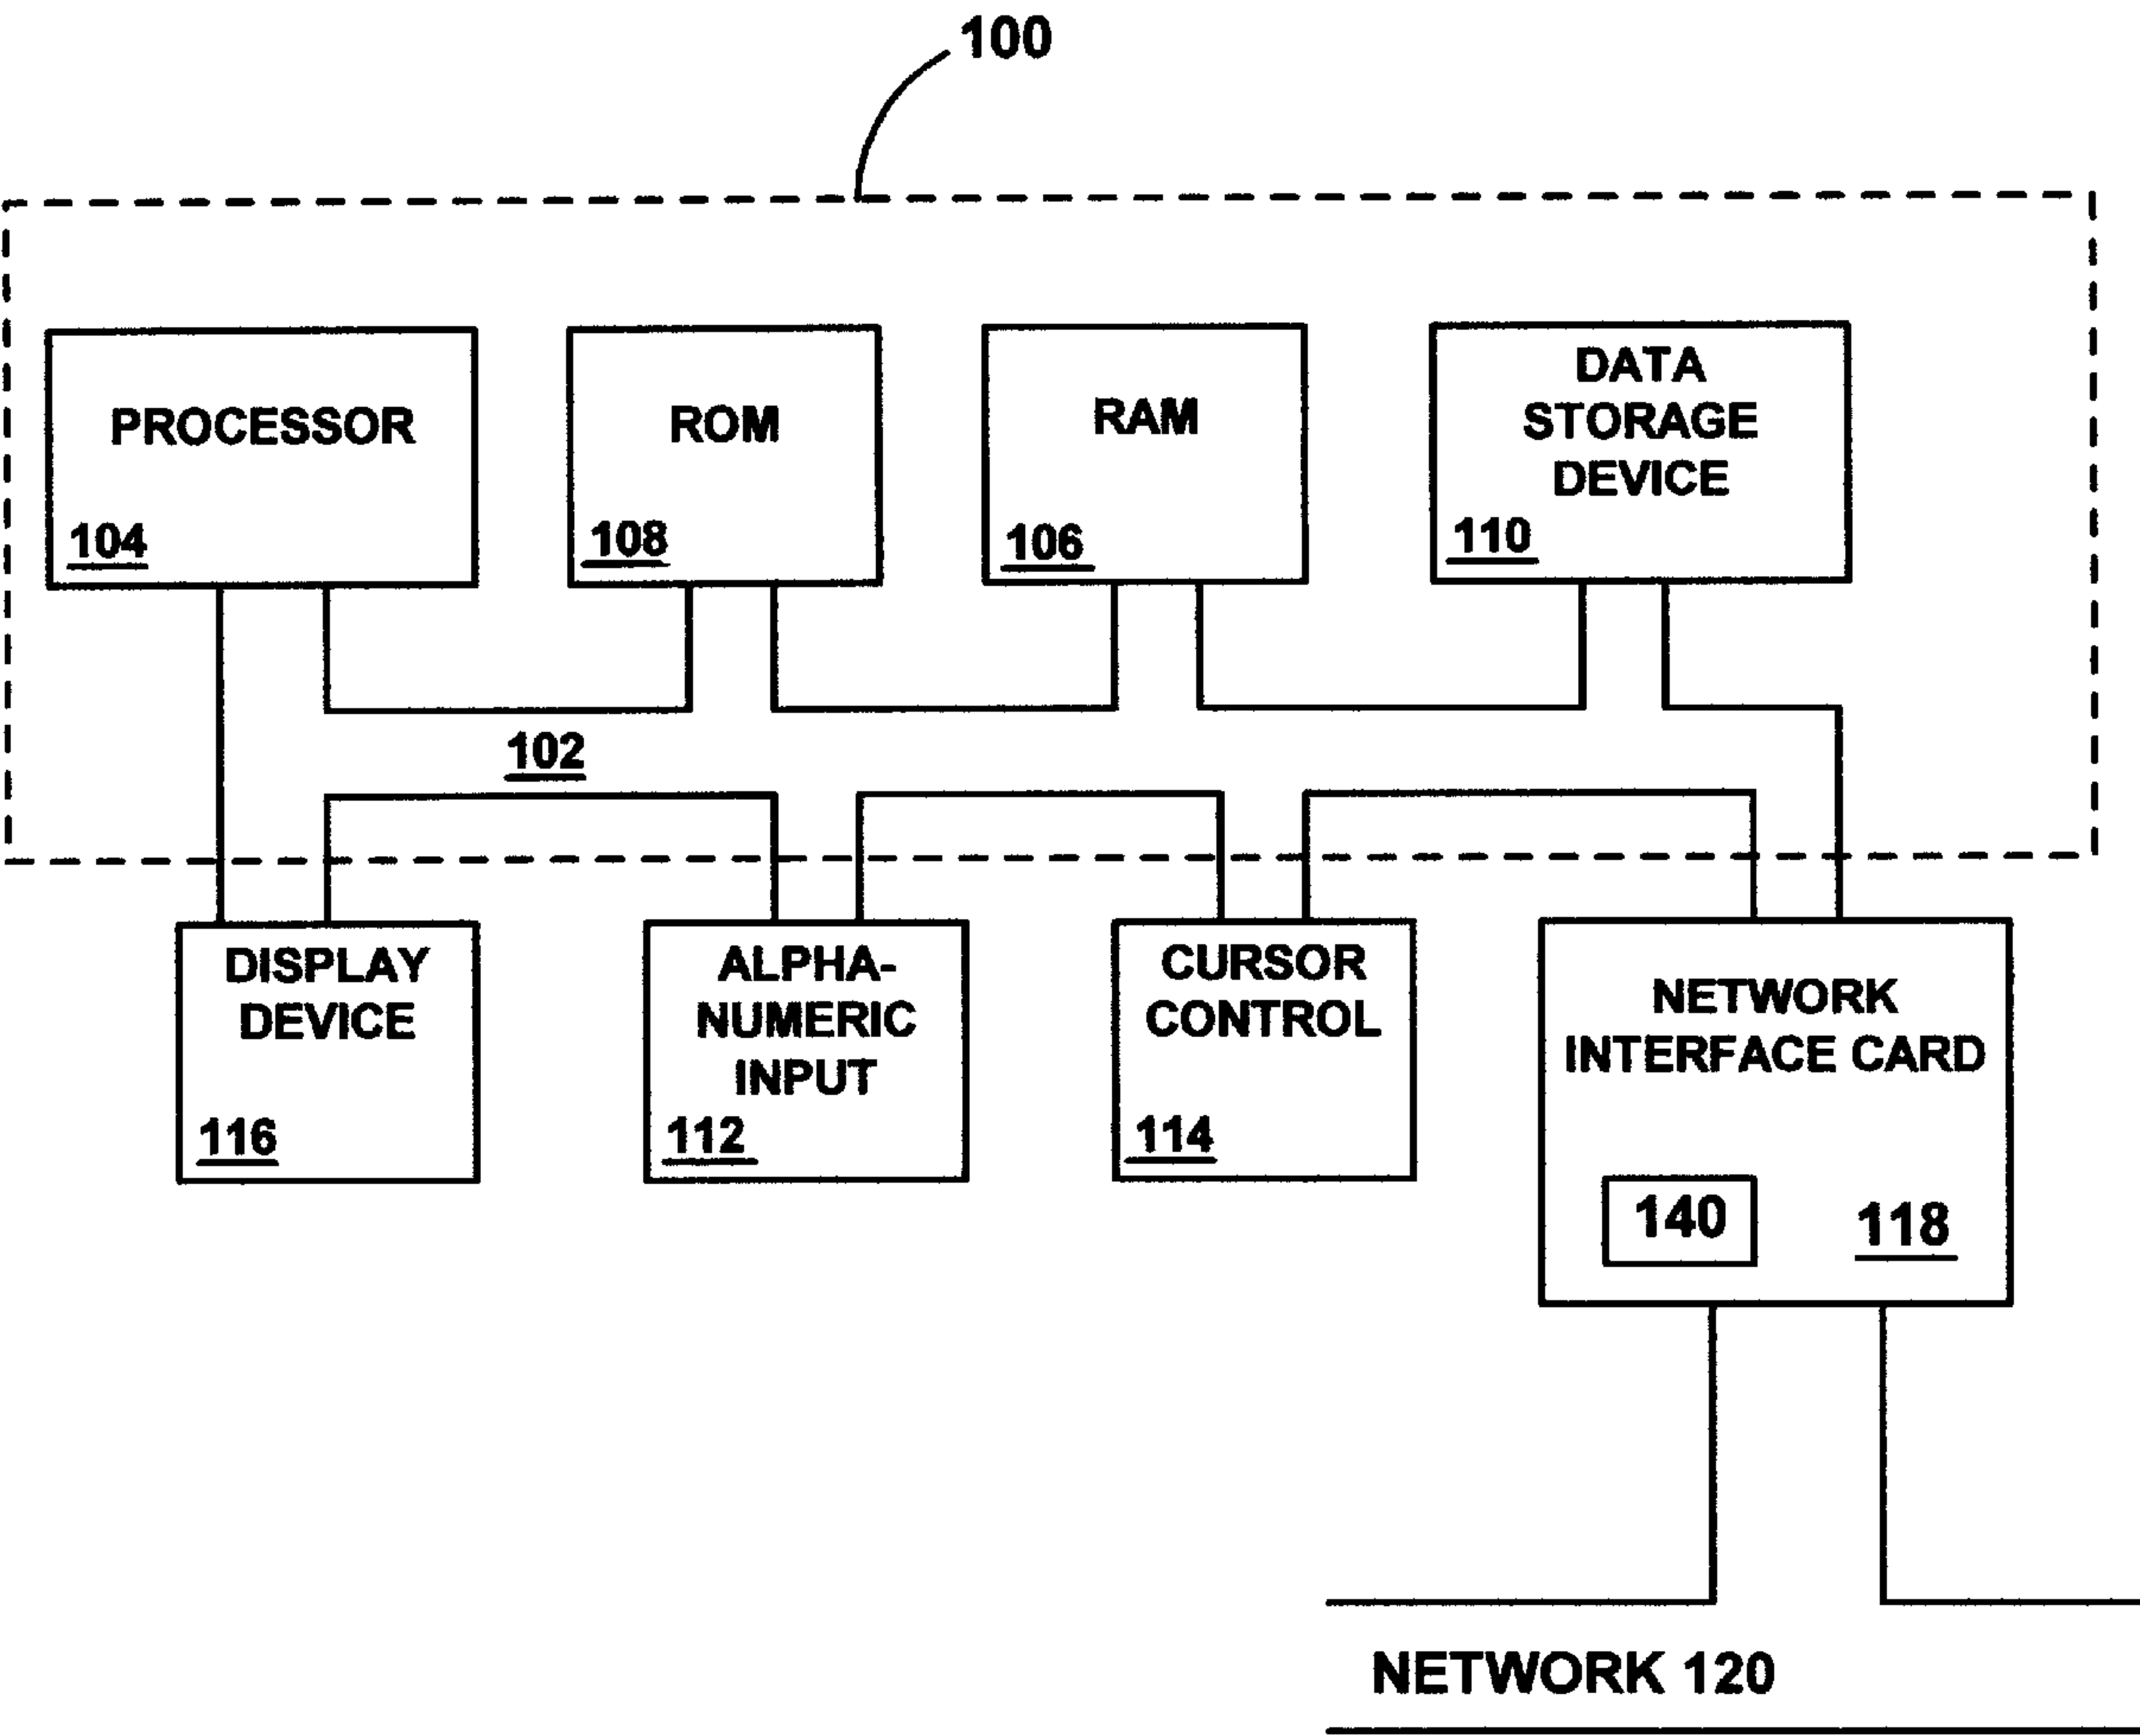 100
PROCESSOR
104
ROM
108
RAM
106
DATA
STORAGE
DEVICE
110
102
DISPLAY
DEVICE
116
ALPHA-
NUMERIC
INPUT
112
CURSOR
CONTROL
114
NETWORK
INTERFACE CARD
140
118
NETWORK 120